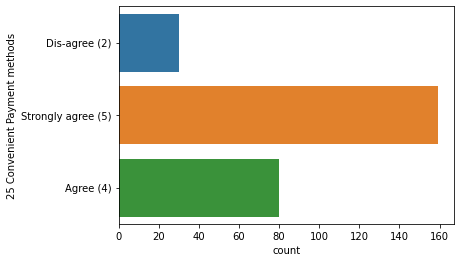 25 Convenient Payment methods
Dis-agree (2)
Strongly agree (5)
Agree (4)
0 20 40 60 80 100 120 140 160
count